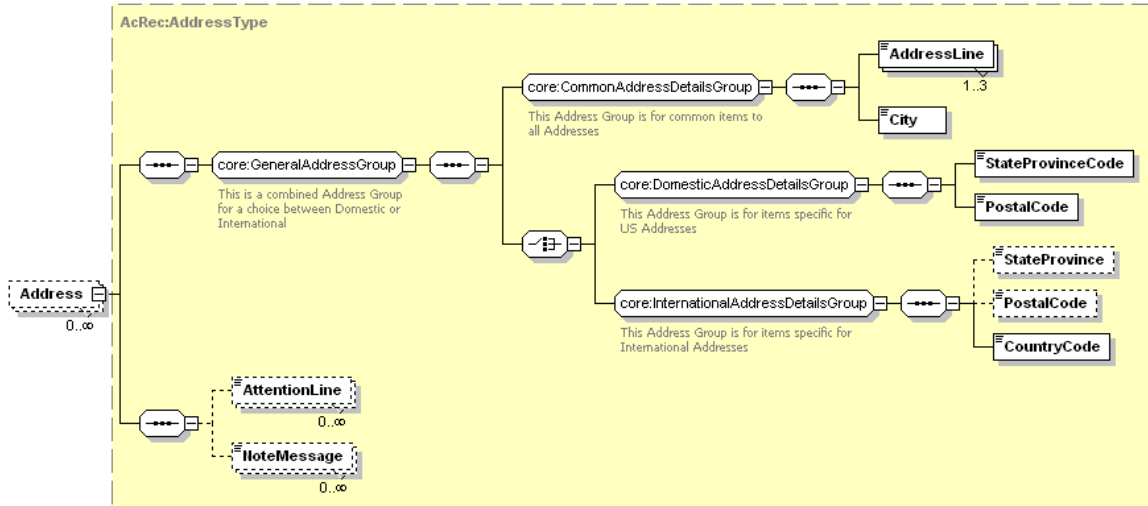 AcRec:AddressType
AddressLine
1..3
core:CommonAddressDetailsGroup
This Address Group is for common items to
all Addresses
City
StateProvinceCode
core:GeneralAddressGroup
This is a combined Address Group
for a choice between Domestic or
International
core:DomesticAddressDetailsGroup
This Address Group is for items specific for
US Addresses
PostalCode
StateProvince
Address
0..∞
core:InternationalAddressDetailsGroup
This Address Group is for items specific for
International Addresses
PostalCode
CountryCode
AttentionLine
0..∞
NoteMessage
0..∞